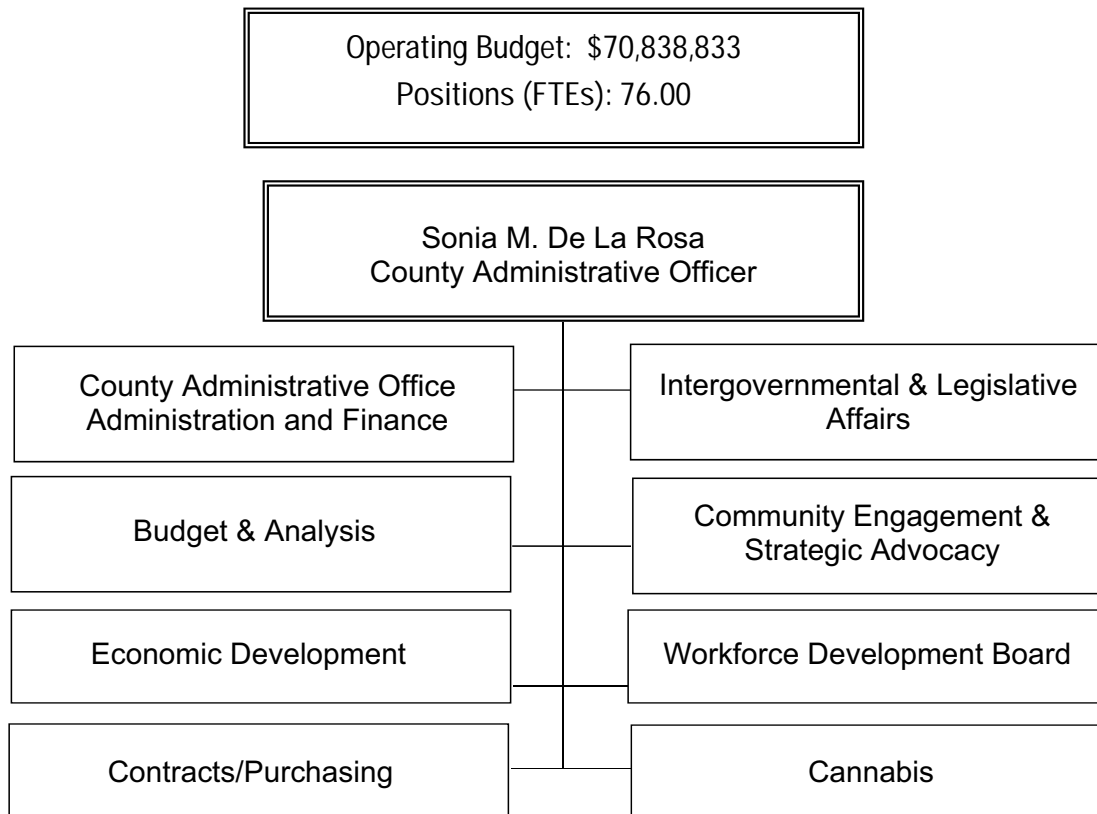 Operating Budget: $70,838,833
Positions (FTEs): 76.00
Sonia M. De La Rosa
County Administrative Officer
County Administrative Office
Administration and Finance
Intergovernmental & Legislative
Affairs
Budget & Analysis
Community Engagement &
Strategic Advocacy
Economic Development
Workforce Development Board
Contracts/Purchasing
Cannabis